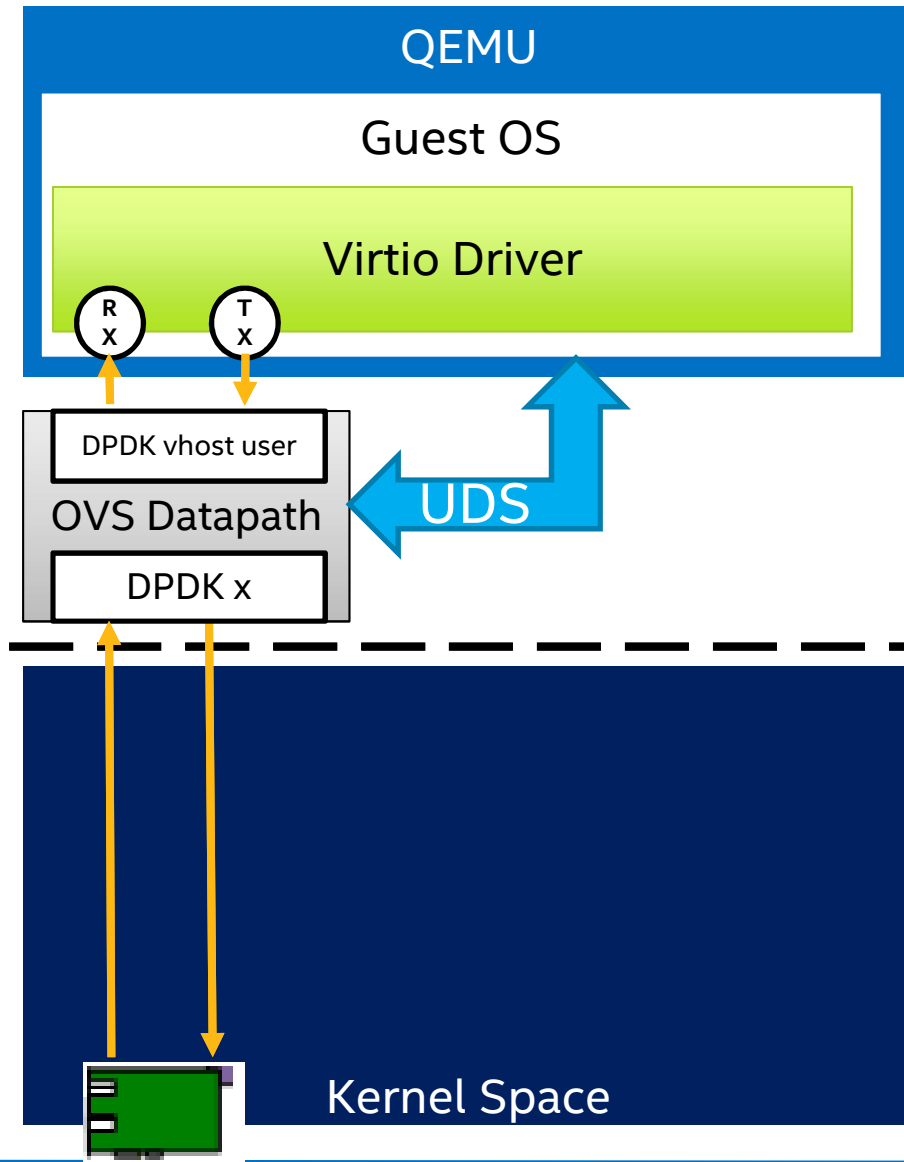 QEMU
Guest OS
Virtio Driver
R
X
T
X
DPDK vhost user
OVS Datapath
UDS
DPDK x
Kernel Space